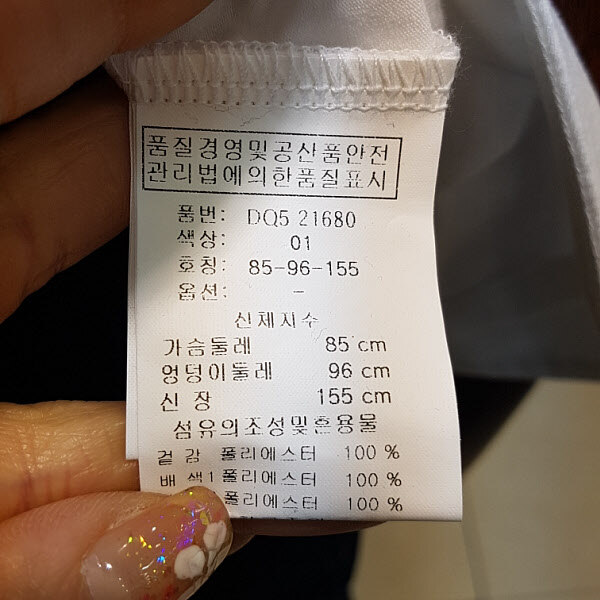 품질경영및공산품안전
관리법에의한품질표시
품번: DQ5 21680
색상: 01
호칭: 85-96-155
옵션: -
신체치수
가슴둘레 85 cm
엉덩이둘레 96 cm
신 장 155 cm
섬유의조성및혼용물
겉 감 폴리에스터 100 %
배 색1 폴리에스터 100 %
폴리에스터 100 %